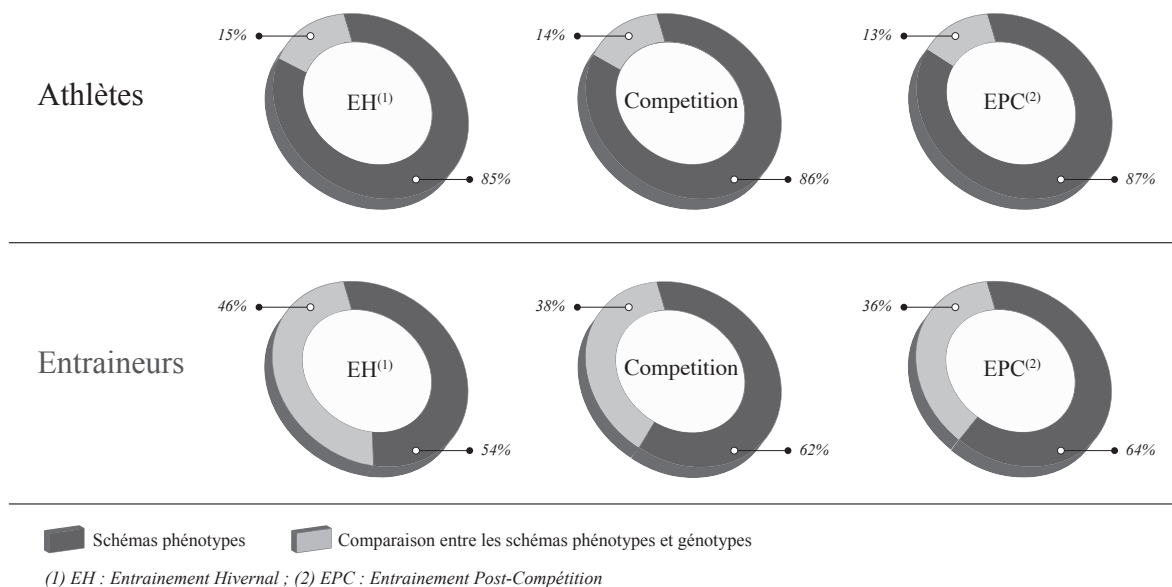 15%
14%
13%
Athlètes
EH(1)
Competition
EPC(2)
85%
86%
87%
46%
38%
36%
Entraineurs
EH(1)
Competition
EPC(2)
54%
62%
64%
Schémas phénotypes
Comparaison entre les schémas phénotypes et génotypes
(1) EH : Entrainement Hivernal ; (2) EPC : Entrainement Post-Compétition